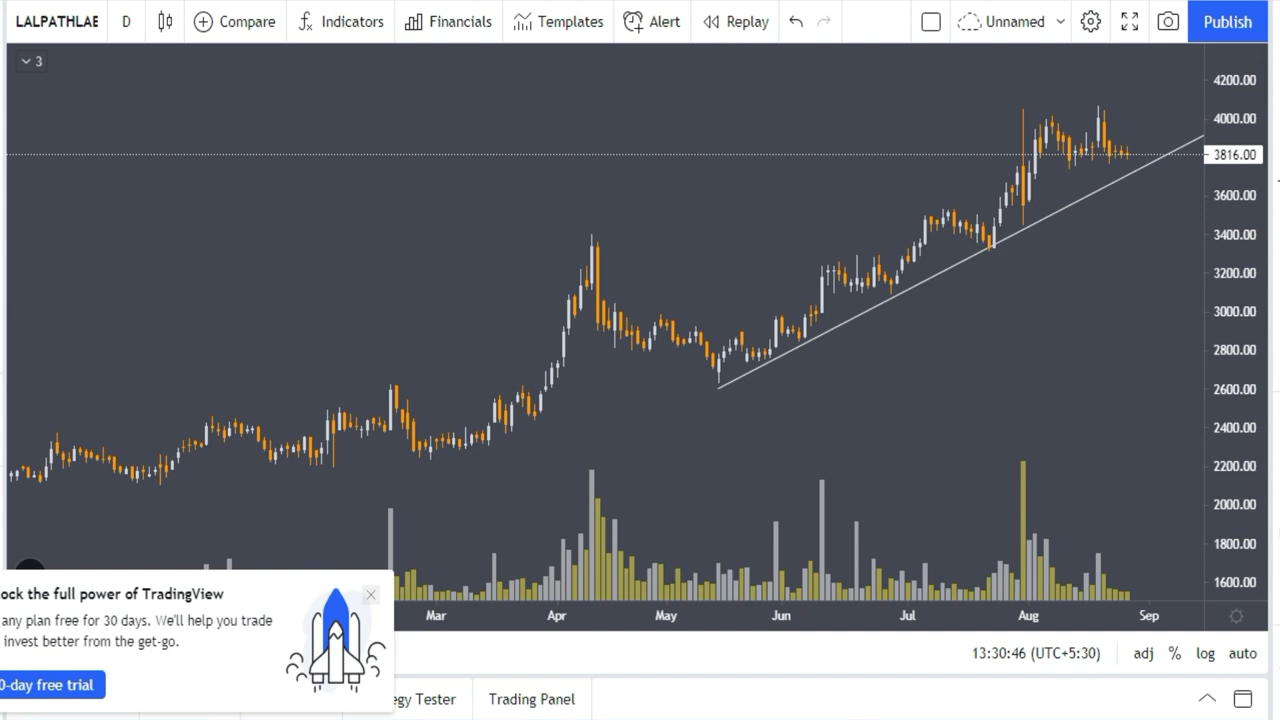 LALPATHLAE D Compare Indicators Financials Templates Alert Replay Unnamed Publish
3
4200.00
4000.00
3816.00
3600.00
3400.00
3200.00
3000.00
2800.00
2600.00
2400.00
2200.00
2000.00
1800.00
1600.00
Mar Apr May Jun Jul Aug Sep
ock the full power of TradingView
any plan free for 30 days. We'll help you trade
invest better from the get-go.
0-day free trial
13:30:46 (UTC+5:30) adj % log auto
egy Tester Trading Panel